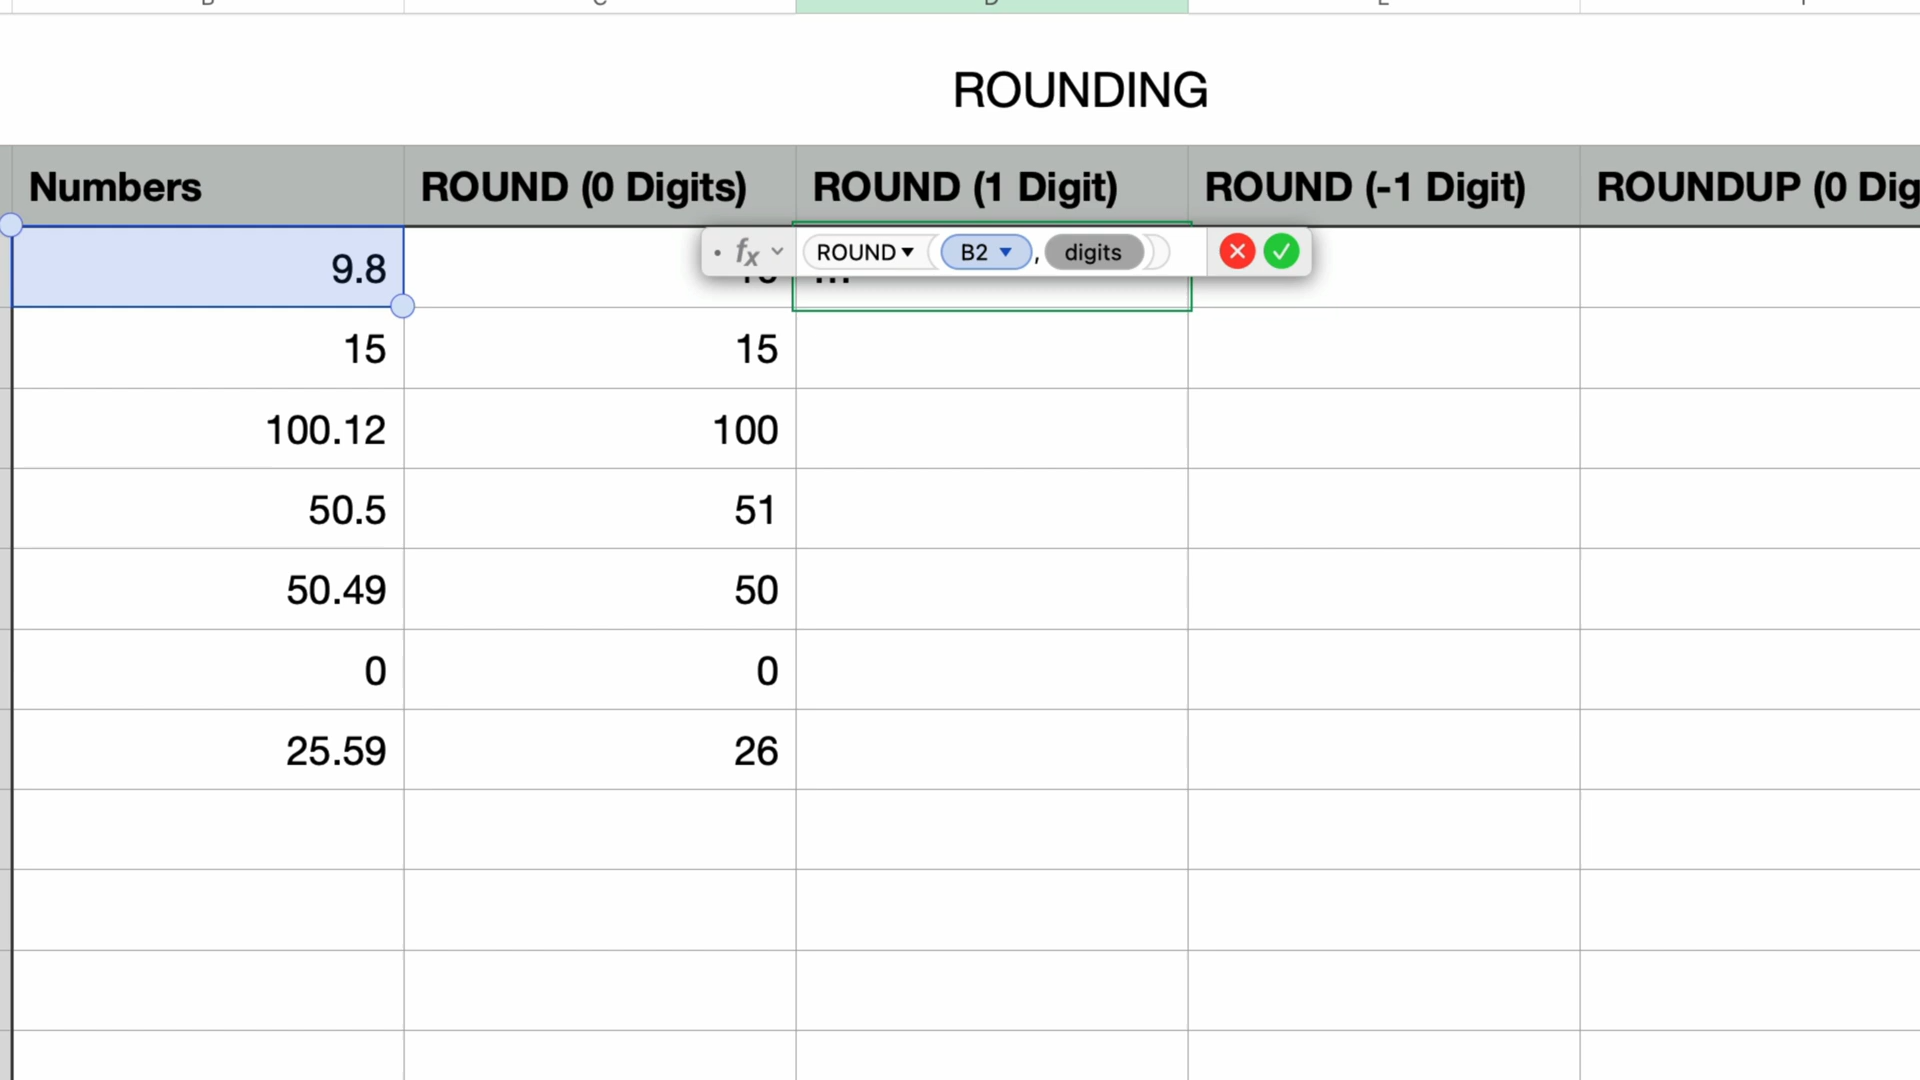 B C D E
ROUNDING
Numbers ROUND (0 Digits) ROUND (1 Digit) ROUND (-1 Digit) ROUNDUP (0 Dig
9.8 fx ROUND ( B2 , digits )
15 15
100.12 100
50.5 51
50.49 50
0 0
25.59 26